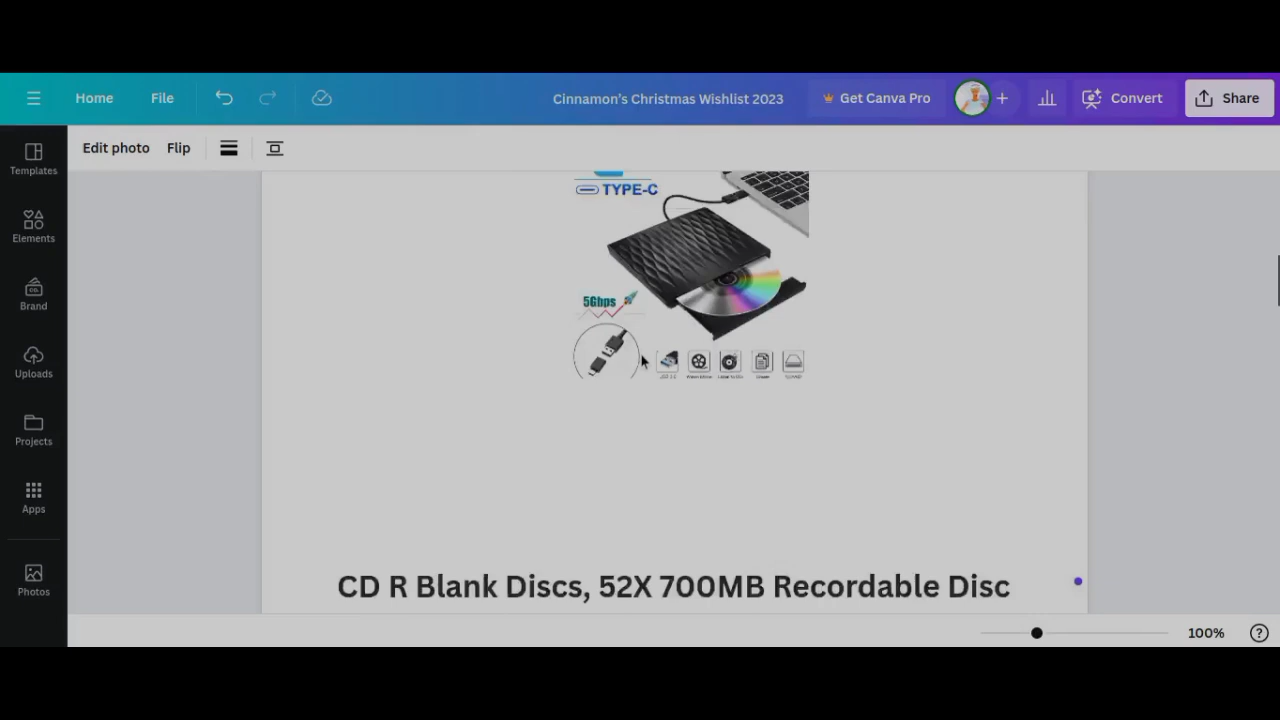 Home File Cinnamon's Christmas Wishlist 2023 Get Canva Pro Convert Share
Edit photo Flip
Templates
Elements
Brand
Uploads
Projects
Apps
Photos
TYPE-C
5Gbps
CD R Blank Discs, 52X 700MB Recordable Disc
100%